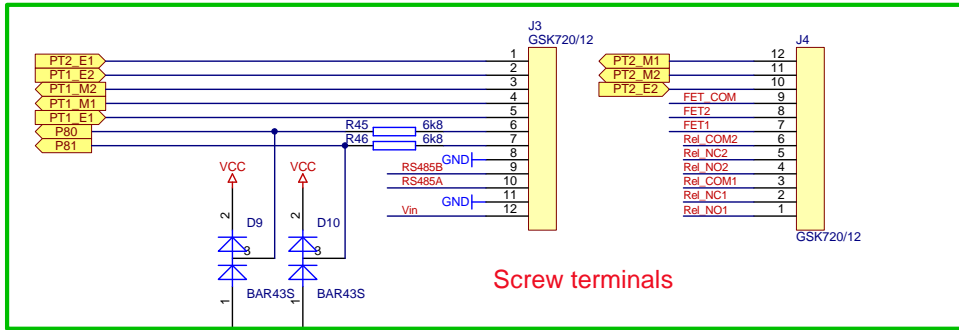 J3
GSK720/12
J4
PT2_E1
1
PT2_M1
12
PT1_E2
2
PT2_M2
11
PT1_M2
3
PT2_E2
10
PT1_M1
4
FET_COM
9
PT1_E1
5
FET2
8
P80
R45
6k8
6
FET1
7
P81
R46
6k8
7
Rel_COM2
6
GND
8
Rel_NC2
5
VCC
VCC
RS485B
9
Rel_NO2
4
RS485A
10
Rel_COM1
3
GND
11
Rel_NC1
2
Vin
12
Rel_NO1
1
2
D9
2
D10
GSK720/12
3
3
Screw terminals
1
BAR43S
1
BAR43S